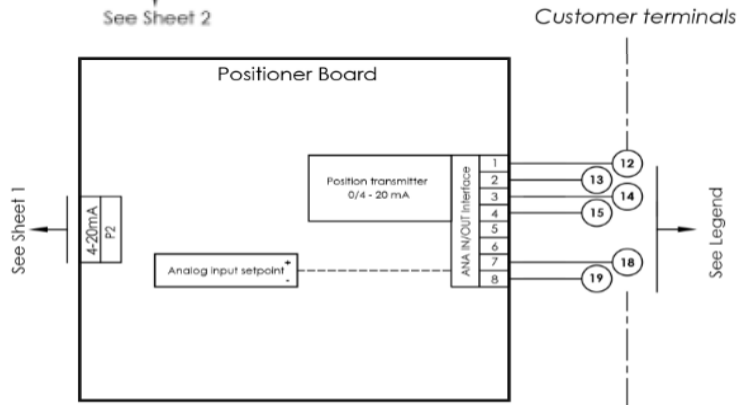 See Sheet 2
Customer terminals
Positioner Board
Position transmitter
0/4 - 20 mA
ANA IN/OUT Interface
1
2
3
4
5
6
7
8
12
13
14
15
18
19
See Sheet 1
4-20mA
P2
Analog input setpoint
+
-
See Legend